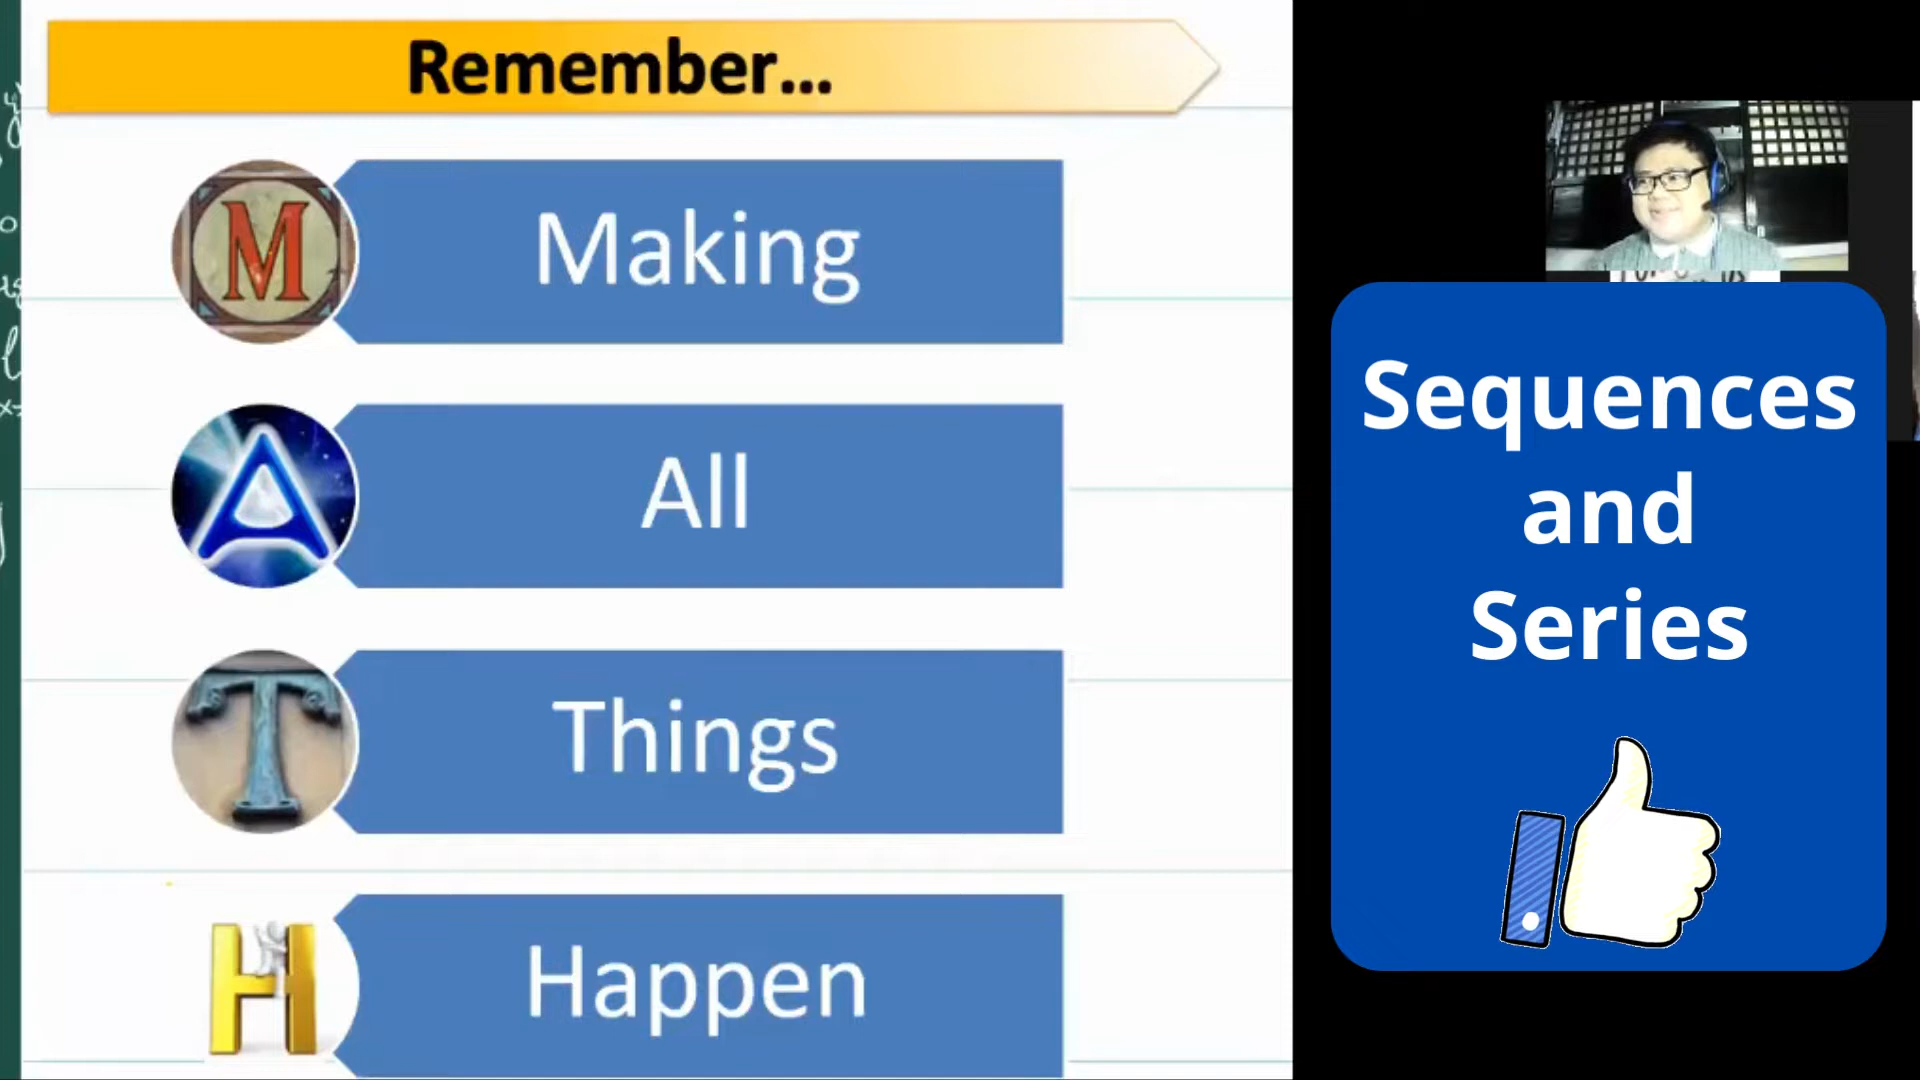 Remember...
M Making
A All
T Things
H Happen
Sequences
and
Series